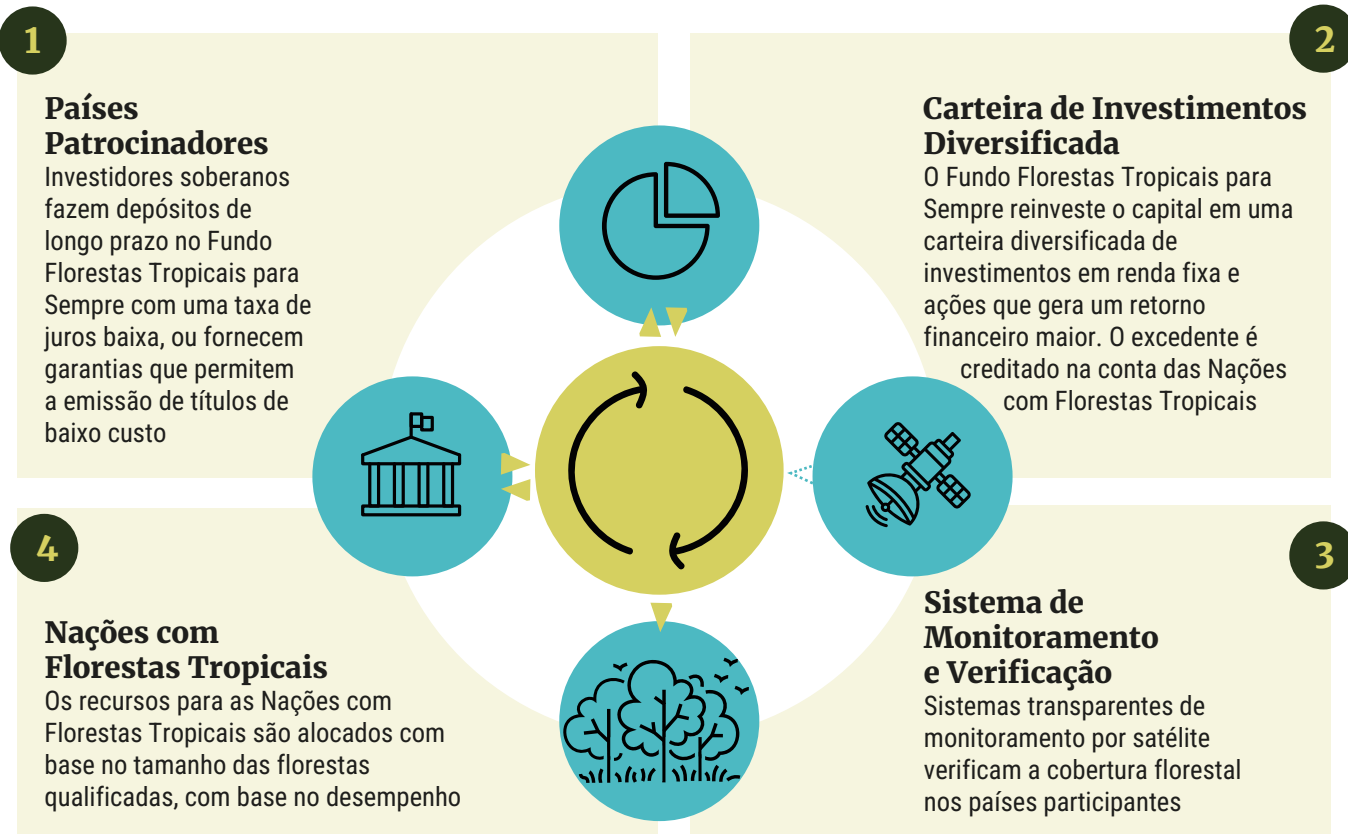 1
Países
Patrocinadores
Investidores soberanos
fazem depósitos de
longo prazo no Fundo
Florestas Tropicais para
Sempre com uma taxa de
juros baixa, ou fornecem
garantias que permitem
a emissão de títulos de
baixo custo
2
Carteira de Investimentos
Diversificada
O Fundo Florestas Tropicais para
Sempre reinveste o capital em uma
carteira diversificada de
investimentos em renda fixa e
ações que gera um retorno
financeiro maior. O excedente é
creditado na conta das Nações
com Florestas Tropicais
3
Sistema de
Monitoramento
e Verificação
Sistemas transparentes de
monitoramento por satélite
verificam a cobertura florestal
nos países participantes
4
Nações com
Florestas Tropicais
Os recursos para as Nações com
Florestas Tropicais são alocados com
base no tamanho das florestas
qualificadas, com base no desempenho